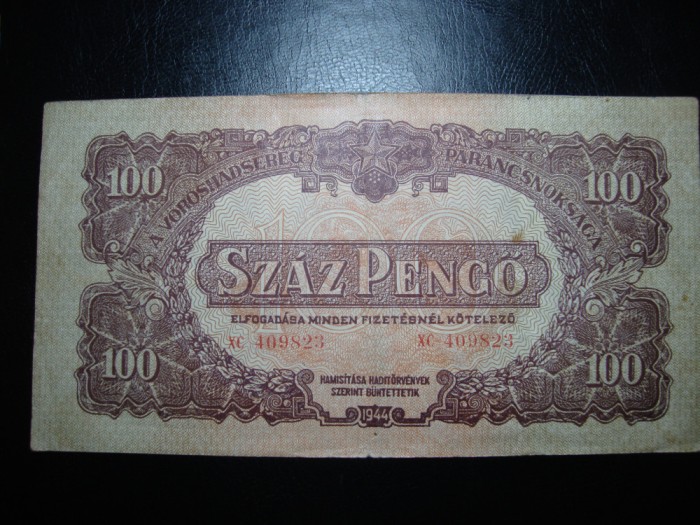 A VÖRÖSHADSEREG PARANCSNOKSÁGA
100 100
100
SZÁZ PENGŐ
ELFOGADÁSA MINDEN FIZETÉSNÉL KÖTELEZŐ
XC 409823 XC 409823
100 100
HAMISÍTÁSA HADITÖRVÉNYEK
SZERINT BÜNTETTETIK
1944